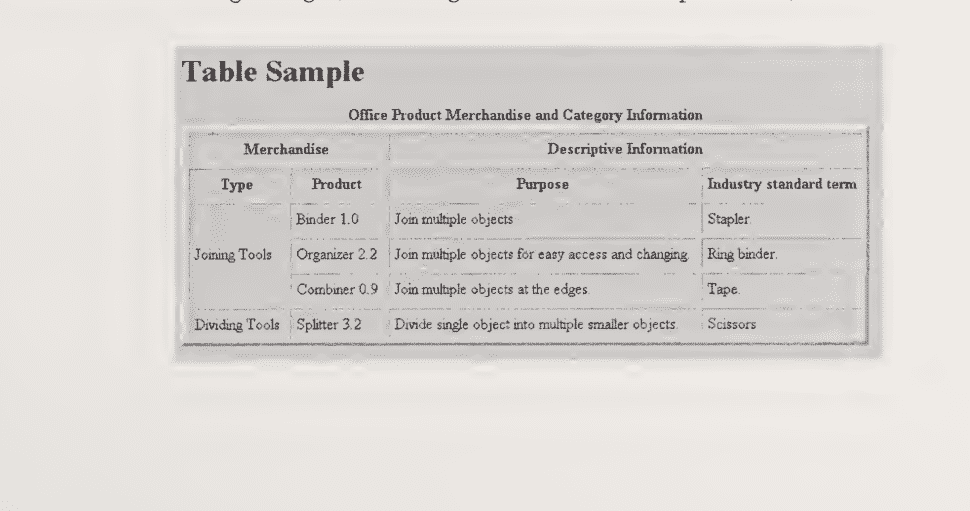 Table Sample
Office Product Merchandise and Category Information
Merchandise Descriptive Information
Type Product Purpose Industry standard term
Binder 1.0 Join multiple objects Stapler.
Joining Tools Organizer 2.2 Join multiple objects for easy access and changing. Ring binder.
Combiner 0.9 Join multiple objects at the edges. Tape.
Dividing Tools Splitter 3.2 Divide single object into multiple smaller objects. Scissors